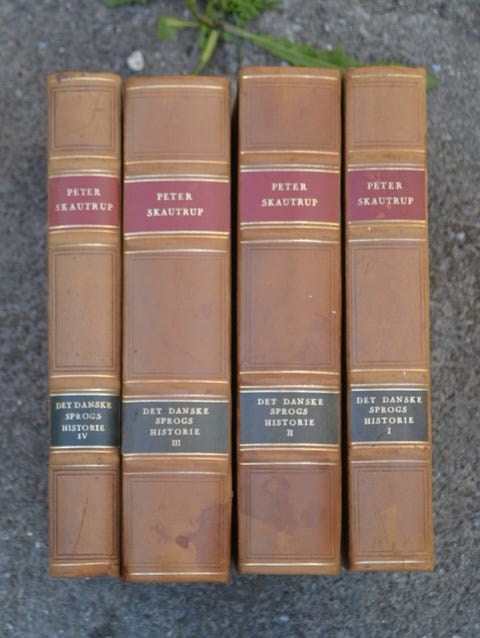 PETER
SKAUTRUP
DET DANSKE
SPROGS
HISTORIE
IV
PETER
SKAUTRUP
DET DANSKE
SPROGS
HISTORIE
III
PETER
SKAUTRUP
DET DANSKE
SPROGS
HISTORIE
II
PETER
SKAUTRUP
DET DANSKE
SPROGS
HISTORIE
I